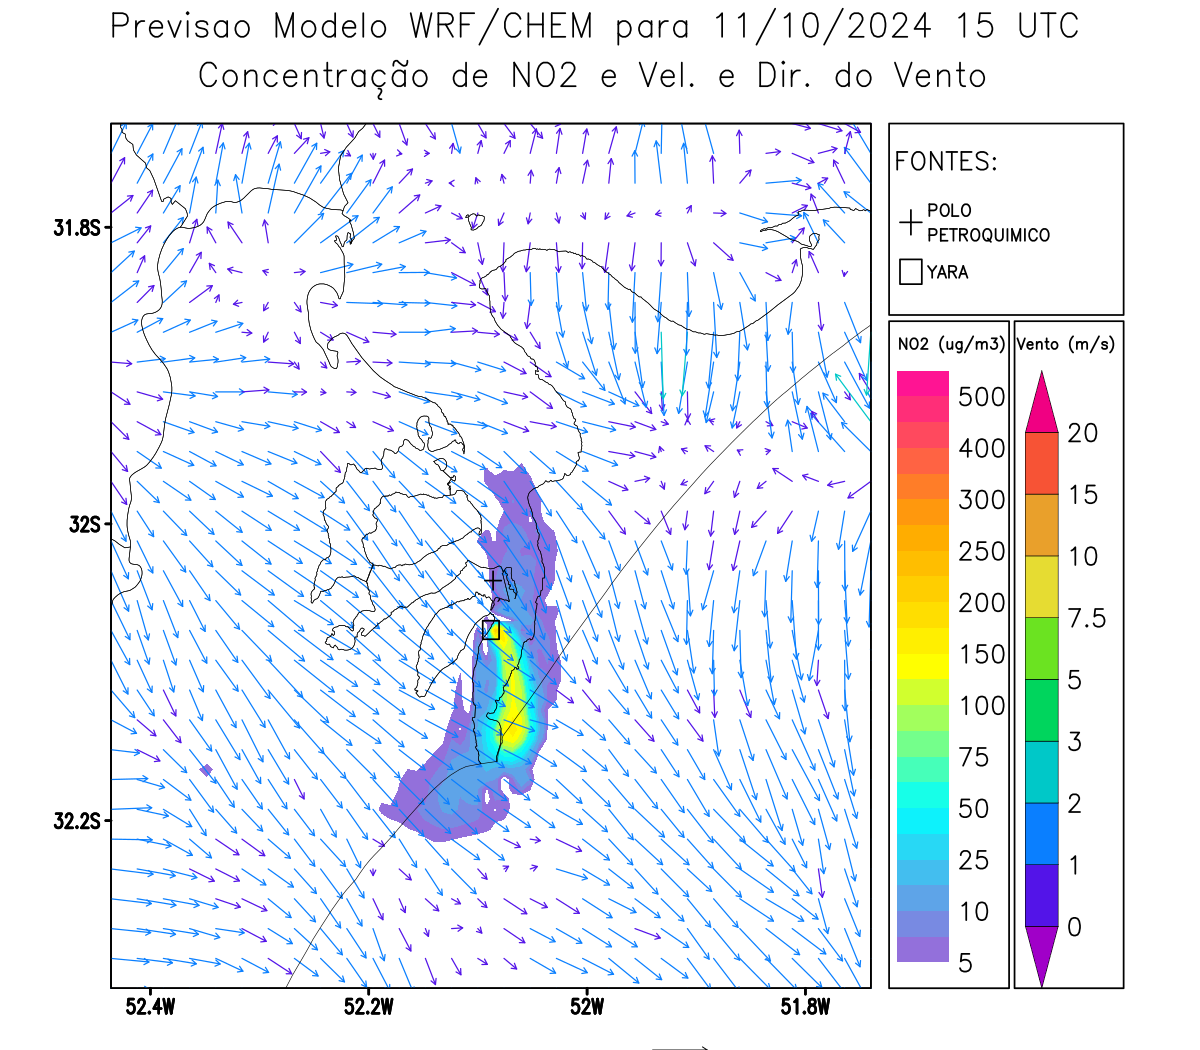 Previsao Modelo WRF/CHEM para 11/10/2024 15 UTC
Concentração de NO2 e Vel. e Dir. do Vento
FONTES:
POLO
PETROQUIMICO
YARA
NO2 (ug/m3)
500
400
300
250
200
150
100
75
50
25
10
5
Vento (m/s)
20
15
10
7.5
5
3
2
1
0
31.8S
32S
32.2S
52.4W
52.2W
52W
51.8W